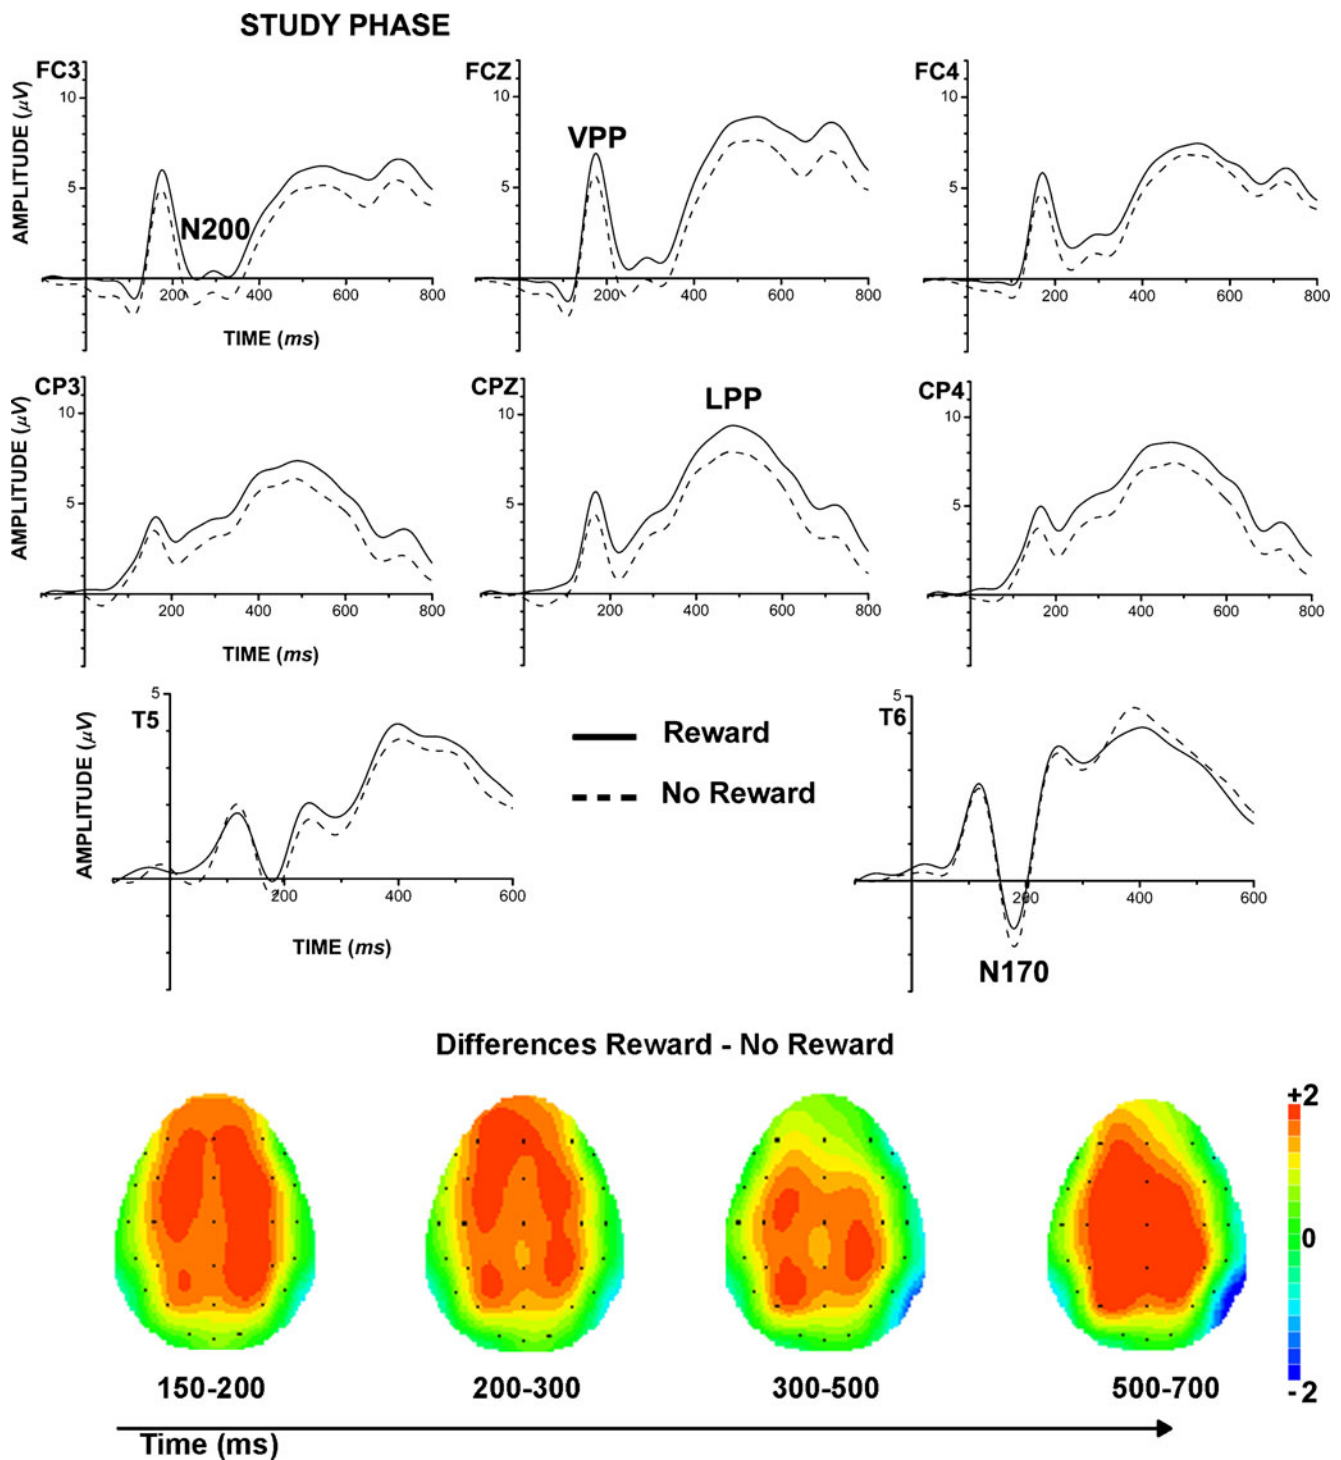 STUDY PHASE
FC3
FCZ
FC4
AMPLITUDE (µV)
10
5
200 400 600 800
N200
TIME (ms)
10
5
200 400 600 800
VPP
10
5
200 400 600 800
CP3
CPZ
CP4
AMPLITUDE (µV)
10
5
200 400 600 800
TIME (ms)
LPP
10
5
200 400 600 800
10
5
200 400 600 800
T5
AMPLITUDE (µV)
5
200 400 600
TIME (ms)
Reward
No Reward
T6
5
200 400 600
N170
Differences Reward - No Reward
+2
0
-2
150-200 200-300 300-500 500-700
Time (ms)